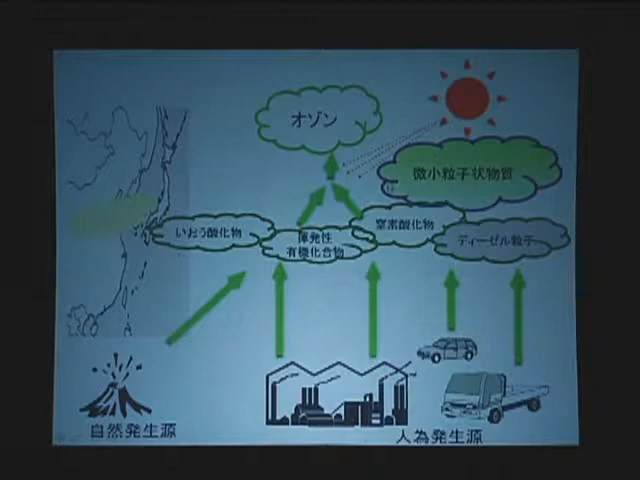 オゾン
微小粒子状物質
いおう酸化物
揮発性
有機化合物
窒素酸化物
ディーゼル粒子
自然発生源
人為発生源